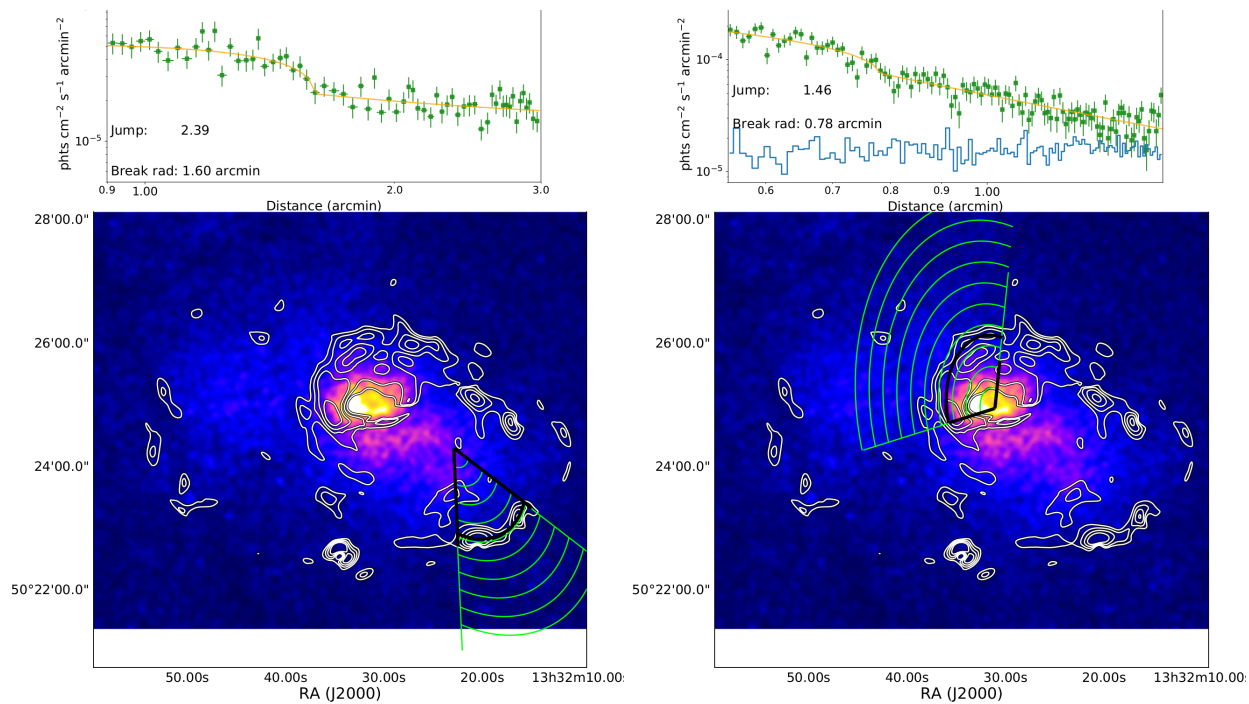 phts cm⁻² s⁻¹ arcmin⁻²
10⁻⁵
Jump: 2.39
Break rad: 1.60 arcmin
0.9 1.00 2.0 3.0
Distance (arcmin)
phts cm⁻² s⁻¹ arcmin⁻²
10⁻⁴
10⁻⁵
Jump: 1.46
Break rad: 0.78 arcmin
0.6 0.7 0.8 0.9 1.00
Distance (arcmin)
28'00.0"
26'00.0"
24'00.0"
50°22'00.0"
50.00s 40.00s 30.00s 20.00s 13h32m10.00s
RA (J2000)
28'00.0"
26'00.0"
24'00.0"
50°22'00.0"
50.00s 40.00s 30.00s 20.00s 13h32m10.00s
RA (J2000)